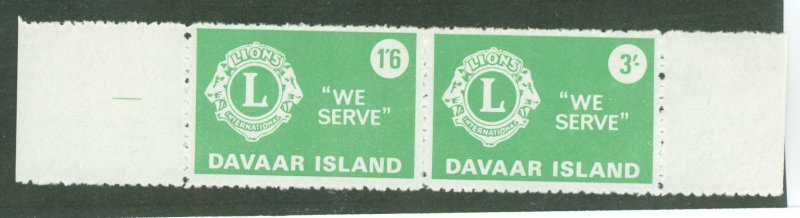 LIONS
L
INTERNATIONAL
1'6
"WE
SERVE"
DAVAAR ISLAND
LIONS
L
INTERNATIONAL
3'-
"WE
SERVE"
DAVAAR ISLAND